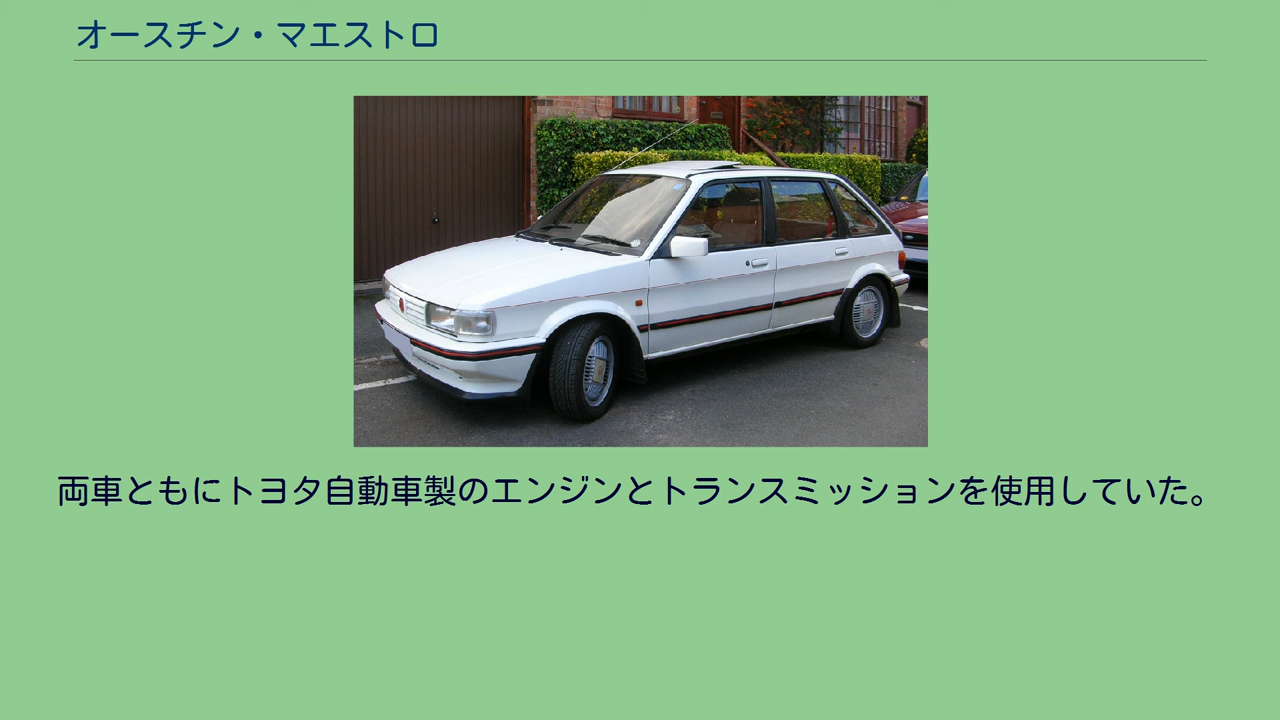 オースチン・マエストロ
両車ともにトヨタ自動車製のエンジンとトランスミッションを使用していた。